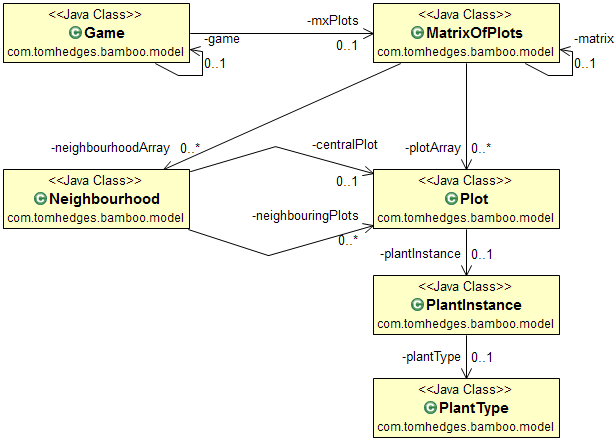 <<Java Class>>
Game
com.tomhedges.bamboo.model
-game
0..1
-mxPlots
0..1
<<Java Class>>
MatrixOfPlots
com.tomhedges.bamboo.model
-matrix
0..1
-neighbourhoodArray
0..*
-centralPlot
0..1
-plotArray
0..*
<<Java Class>>
Neighbourhood
com.tomhedges.bamboo.model
-neighbouringPlots
0..*
<<Java Class>>
Plot
com.tomhedges.bamboo.model
-plantInstance
0..1
<<Java Class>>
PlantInstance
com.tomhedges.bamboo.model
-plantType
0..1
<<Java Class>>
PlantType
com.tomhedges.bamboo.model